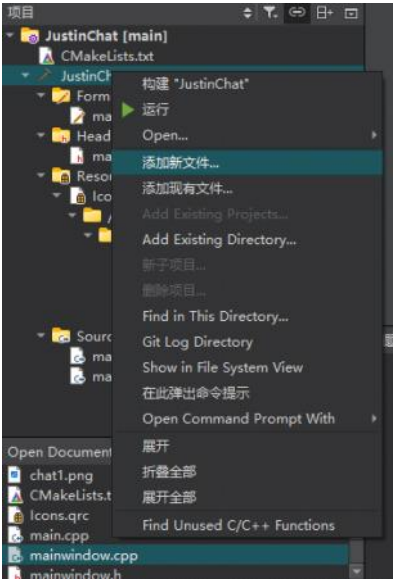 项目
JustinChat [main]
CMakeLists.txt
JustinCh
构建 "JustinChat"
Form
运行
ma
Head
Open...
ma
添加新文件...
Resou
添加现有文件...
Ico
Add Existing Projects...
Add Existing Directory...
新子项目...
删除项目...
Find in This Directory...
Sourc
Git Log Directory
ma
Show in File System View
ma
在此弹出命令提示
Open Command Prompt With
Open Document
展开
chat1.png
折叠全部
CMakeLists.t
展开全部
Icons.qrc
main.cpp
Find Unused C/C++ Functions
mainwindow.cpp
mainwindow.h